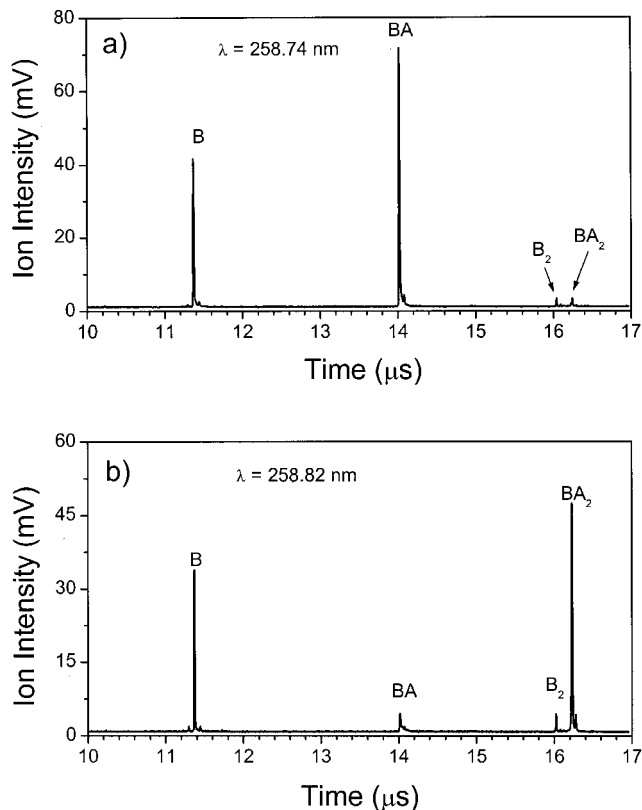 a)
λ = 258.74 nm
B
BA
B₂
BA₂
Ion Intensity (mV)
80
60
40
20
0
10 11 12 13 14 15 16 17
Time (μs)
b)
λ = 258.82 nm
B
BA
B₂
BA₂
Ion Intensity (mV)
60
45
30
15
0
10 11 12 13 14 15 16 17
Time (μs)